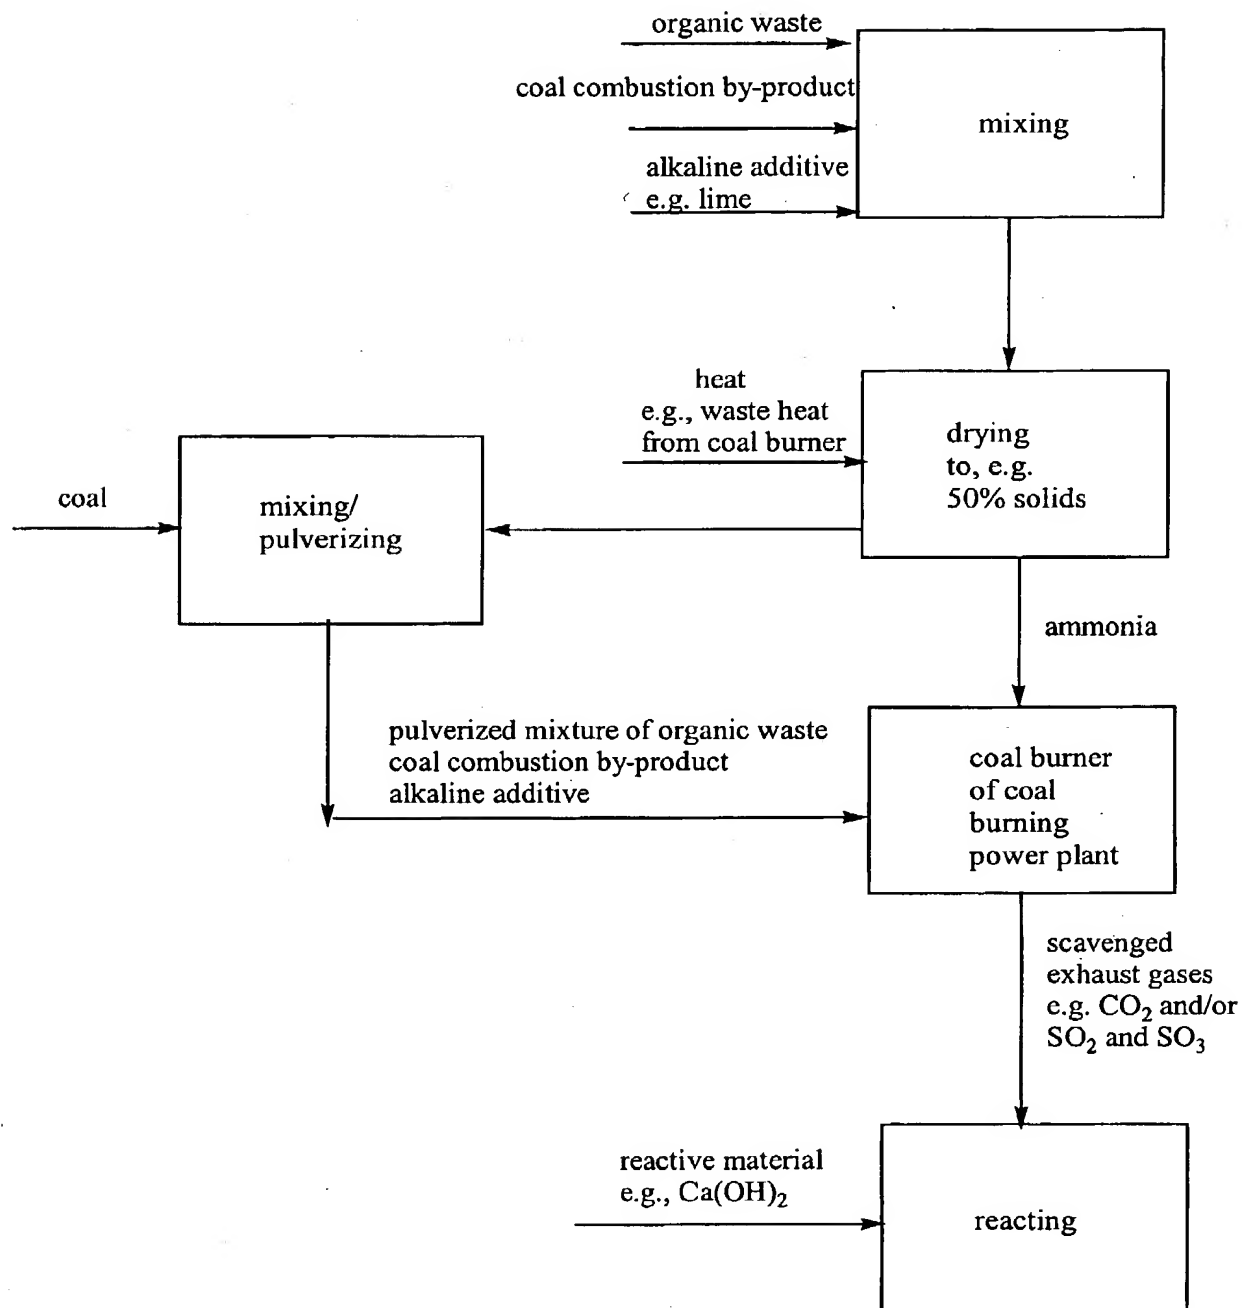 organic waste
coal combustion by-product
mixing
alkaline additive
e.g. lime
heat
e.g., waste heat
from coal burner
drying
to, e.g.
50% solids
coal
mixing/
pulverizing
ammonia
pulverized mixture of organic waste
coal combustion by-product
alkaline additive
coal burner
of coal
burning
power plant
scavenged
exhaust gases
e.g. CO₂ and/or
SO₂ and SO₃
reactive material
e.g., Ca(OH)₂
reacting